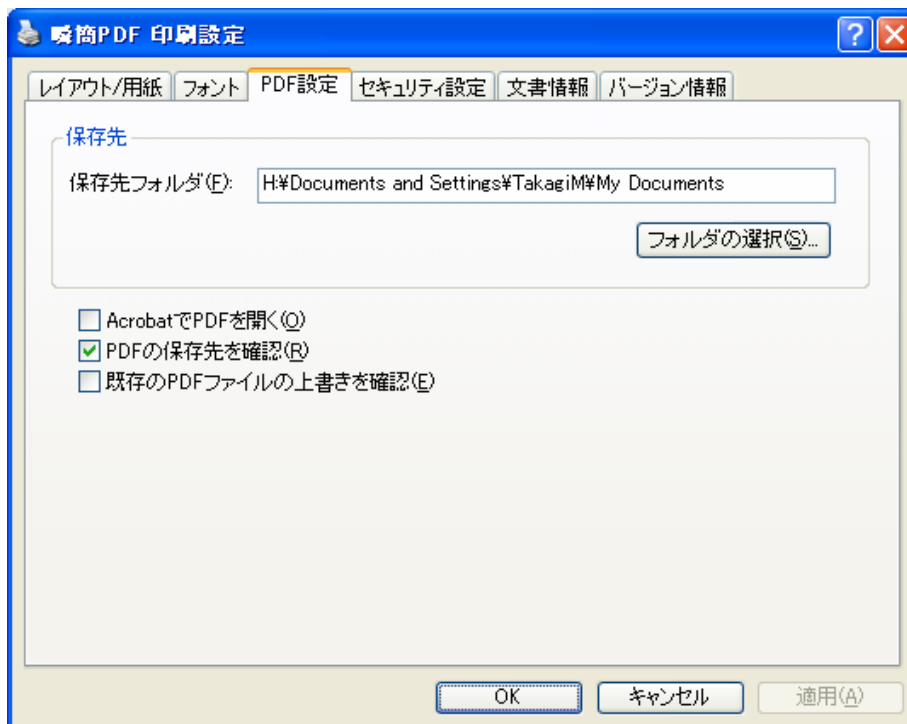 瞬簡PDF 印刷設定
レイアウト/用紙 フォント PDF設定 セキュリティ設定 文書情報 バージョン情報
保存先
保存先フォルダ(F): H:¥Documents and Settings¥TakagiM¥My Documents
フォルダの選択(S)...
AcrobatでPDFを開く(O)
PDFの保存先を確認(R)
既存のPDFファイルの上書きを確認(E)
OK キャンセル 適用(A)